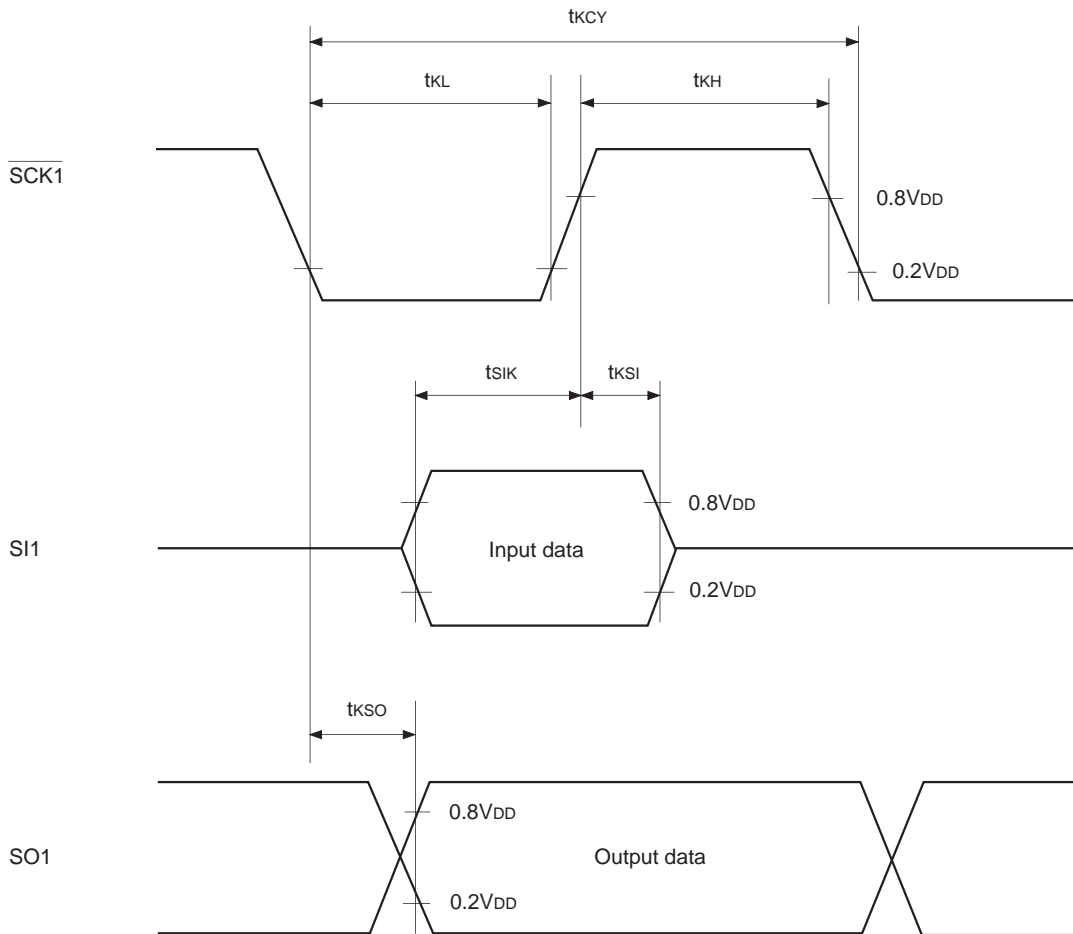 tKCY
tKL
tKH
SCK1
0.8VDD
0.2VDD
tSIK
tKSI
0.8VDD
SI1
Input data
0.2VDD
tKSO
0.8VDD
SO1
Output data
0.2VDD